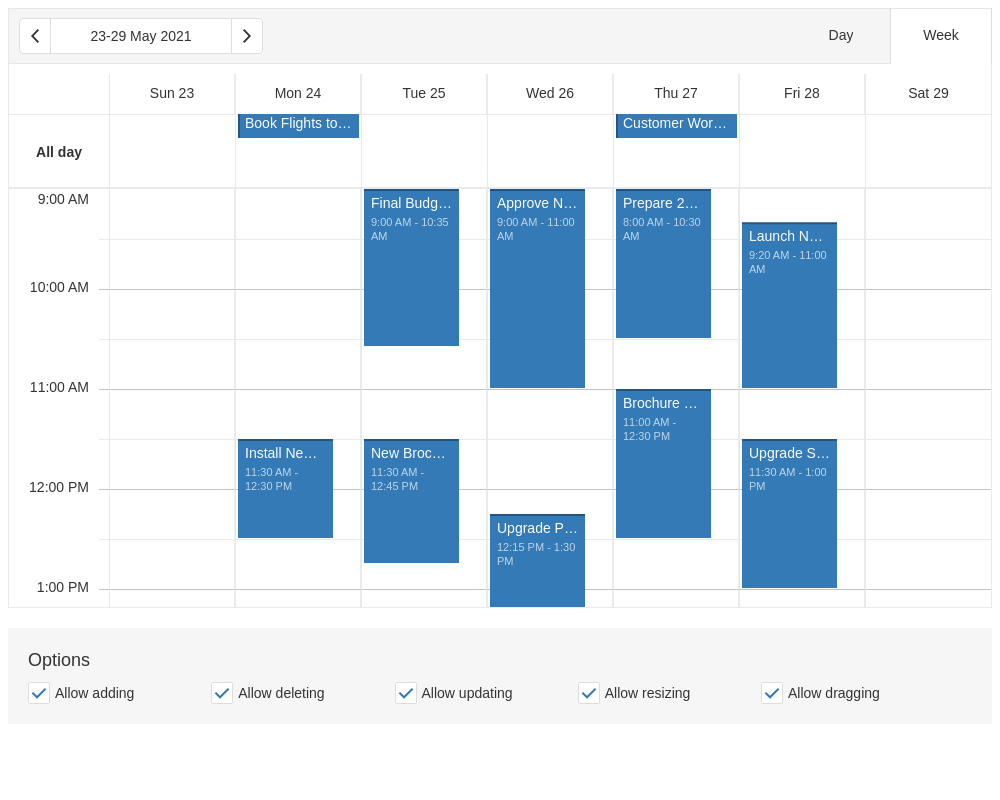 23-29 May 2021
Day
Week
Sun 23
Mon 24
Tue 25
Wed 26
Thu 27
Fri 28
Sat 29
All day
Book Flights to…
Customer Wor…
9:00 AM
10:00 AM
11:00 AM
12:00 PM
1:00 PM
Install Ne…
11:30 AM -
12:30 PM
Final Budg…
9:00 AM - 10:35
AM
New Broc…
11:30 AM -
12:45 PM
Approve N…
9:00 AM - 11:00
AM
Upgrade P…
12:15 PM - 1:30
PM
Prepare 2…
8:00 AM - 10:30
AM
Brochure …
11:00 AM -
12:30 PM
Launch N…
9:20 AM - 11:00
AM
Upgrade S…
11:30 AM - 1:00
PM
Options
Allow adding
Allow deleting
Allow updating
Allow resizing
Allow dragging